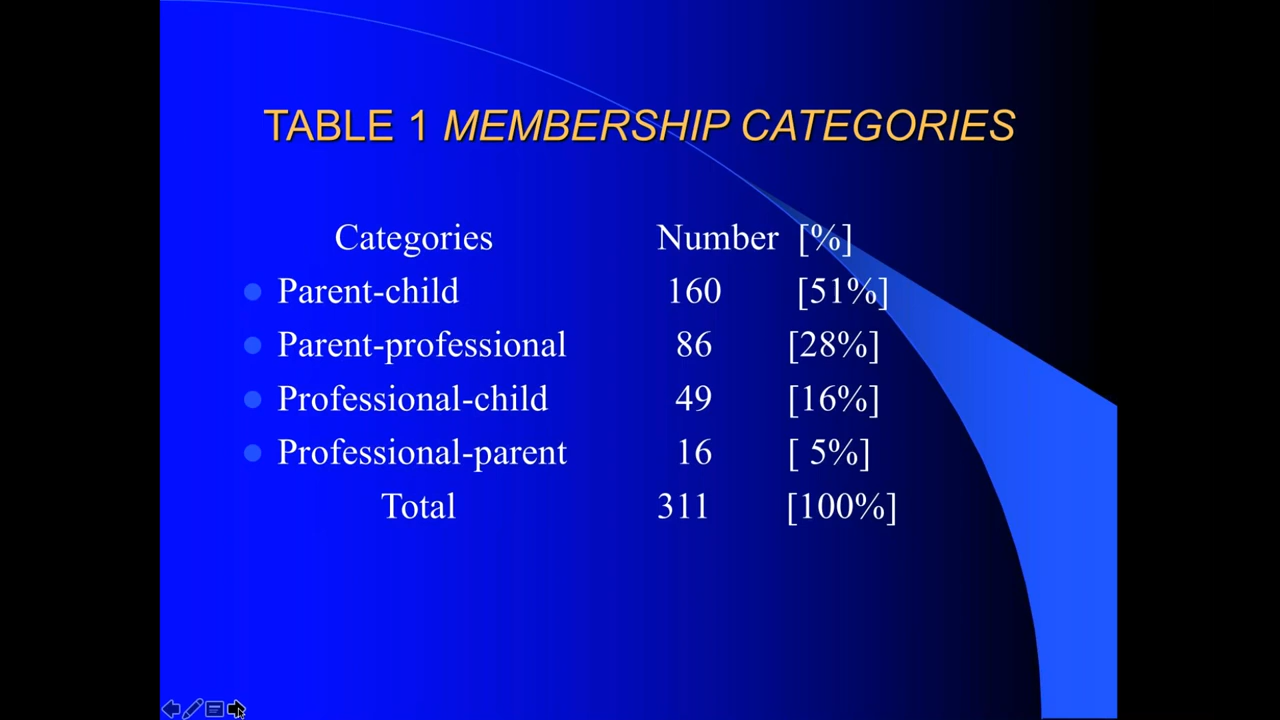 TABLE 1 MEMBERSHIP CATEGORIES
Categories Number [%]
Parent-child 160 [51%]
Parent-professional 86 [28%]
Professional-child 49 [16%]
Professional-parent 16 [ 5%]
Total 311 [100%]